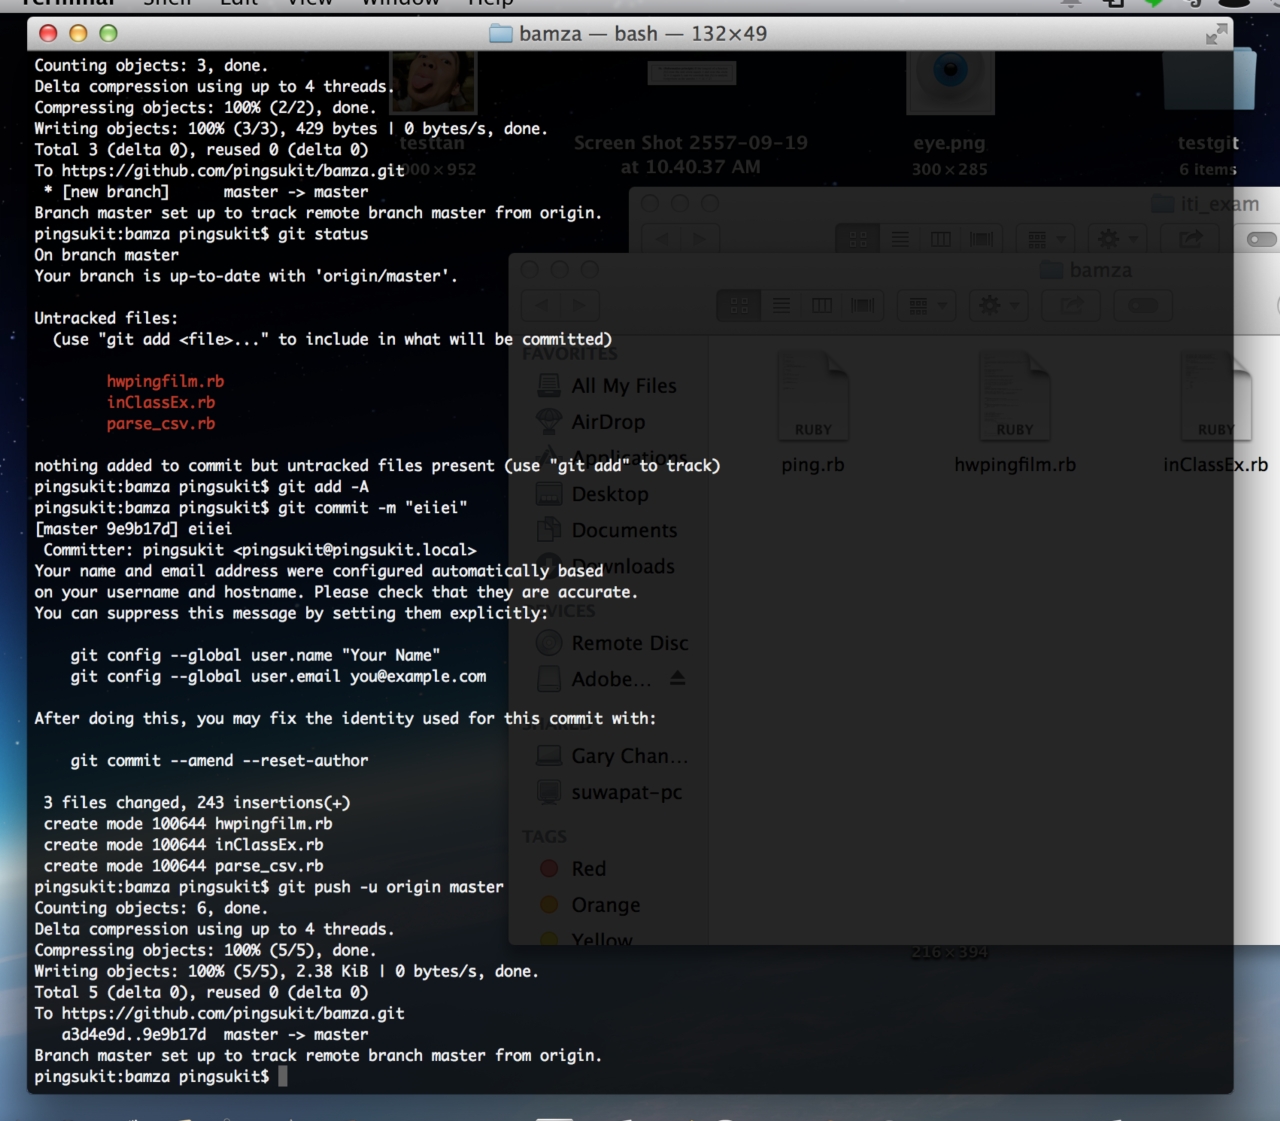 Terminal Shell Edit View Window Help
bamza — bash — 132×49
Counting objects: 3, done.
Delta compression using up to 4 threads.
Compressing objects: 100% (2/2), done.
Writing objects: 100% (3/3), 429 bytes | 0 bytes/s, done.
Total 3 (delta 0), reused 0 (delta 0)
To https://github.com/pingsukit/bamza.git
 * [new branch]      master -> master
Branch master set up to track remote branch master from origin.
pingsukit:bamza pingsukit$ git status
On branch master
Your branch is up-to-date with 'origin/master'.
Untracked files:
  (use "git add <file>..." to include in what will be committed)
hwpingfilm.rb
inClassEx.rb
parse_csv.rb
nothing added to commit but untracked files present (use "git add" to track)
pingsukit:bamza pingsukit$ git add -A
pingsukit:bamza pingsukit$ git commit -m "eiiei"
[master 9e9b17d] eiiei
 Committer: pingsukit <pingsukit@pingsukit.local>
Your name and email address were configured automatically based
on your username and hostname. Please check that they are accurate.
You can suppress this message by setting them explicitly:
    git config --global user.name "Your Name"
    git config --global user.email you@example.com
After doing this, you may fix the identity used for this commit with:
    git commit --amend --reset-author
 3 files changed, 243 insertions(+)
 create mode 100644 hwpingfilm.rb
 create mode 100644 inClassEx.rb
 create mode 100644 parse_csv.rb
pingsukit:bamza pingsukit$ git push -u origin master
Counting objects: 6, done.
Delta compression using up to 4 threads.
Compressing objects: 100% (5/5), done.
Writing objects: 100% (5/5), 2.38 KiB | 0 bytes/s, done.
Total 5 (delta 0), reused 0 (delta 0)
To https://github.com/pingsukit/bamza.git
   a3d4e9d..9e9b17d  master -> master
Branch master set up to track remote branch master from origin.
pingsukit:bamza pingsukit$
testtan
Screen Shot 2557-09-19
at 10.40.37 AM
eye.png
300×285
testgit
6 items
iti_exam
bamza
FAVORITES
All My Files
AirDrop
Applications
Desktop
Documents
Downloads
DEVICES
Remote Disc
Adobe...
SHARED
Gary Chan...
suwapat-pc
TAGS
Red
Orange
Yellow
RUBY
ping.rb
RUBY
hwpingfilm.rb
RUBY
inClassEx.rb
216×394